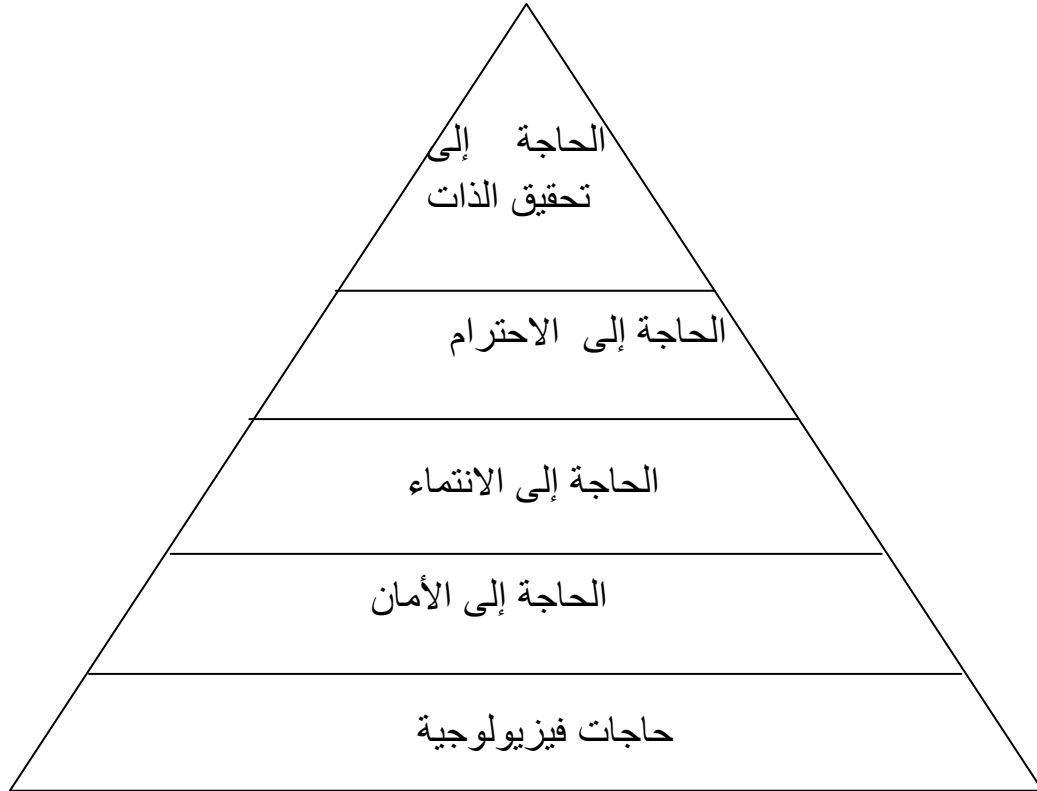 الحاجة إلى
تحقيق الذات
الحاجة إلى الاحترام
الحاجة إلى الانتماء
الحاجة إلى الأمان
حاجات فيزيولوجية